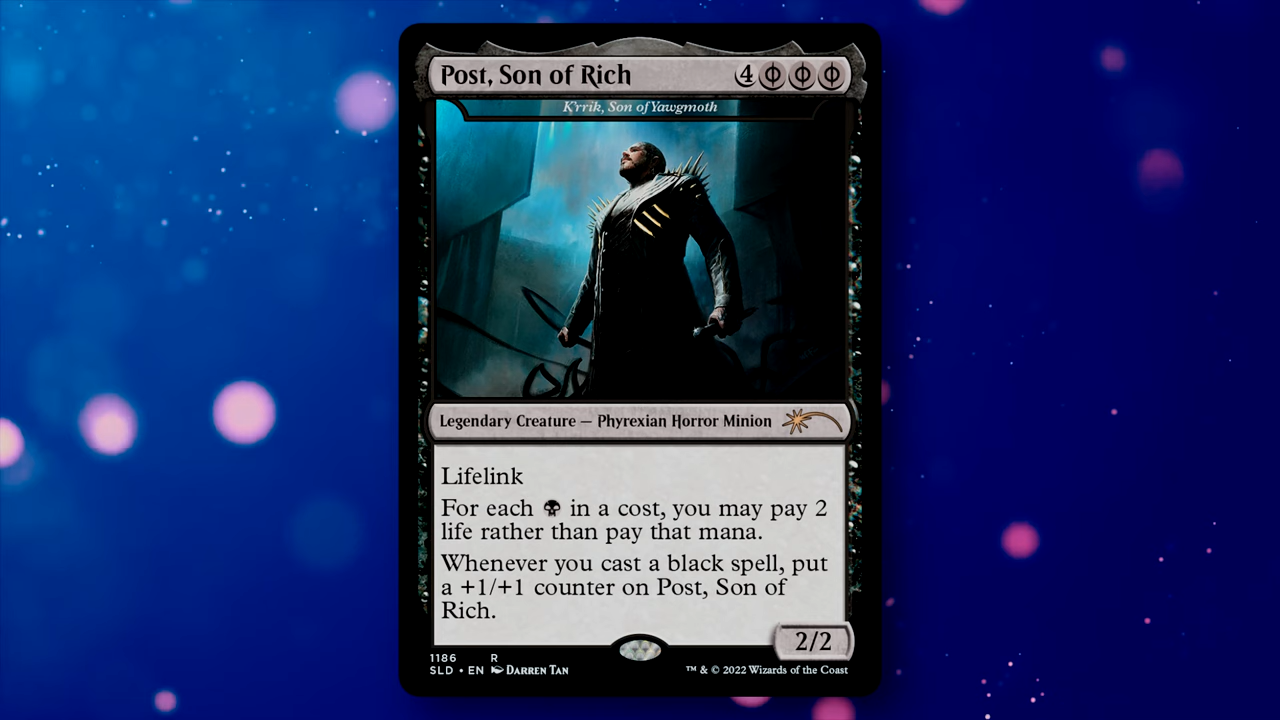 Post, Son of Rich
4
K'rrik, Son of Yawgmoth
Legendary Creature — Phyrexian Horror Minion
Lifelink
For each in a cost, you may pay 2
life rather than pay that mana.
Whenever you cast a black spell, put
a +1/+1 counter on Post, Son of
Rich.
2/2
1186 R
SLD • EN DARREN TAN
™ & © 2022 Wizards of the Coast